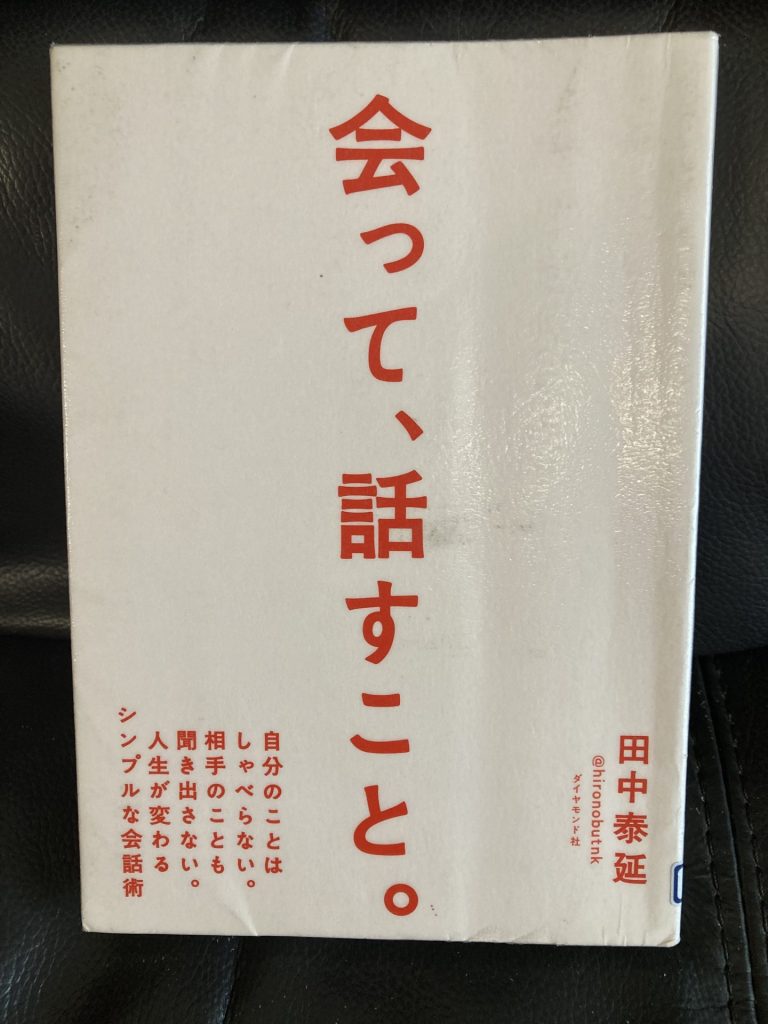 会って、話すこと。
自分のことは
しゃべらない。
相手のことも
聞き出さない。
人生が変わる
シンプルな会話術
田中泰延
@hironobutnk
ダイヤモンド社